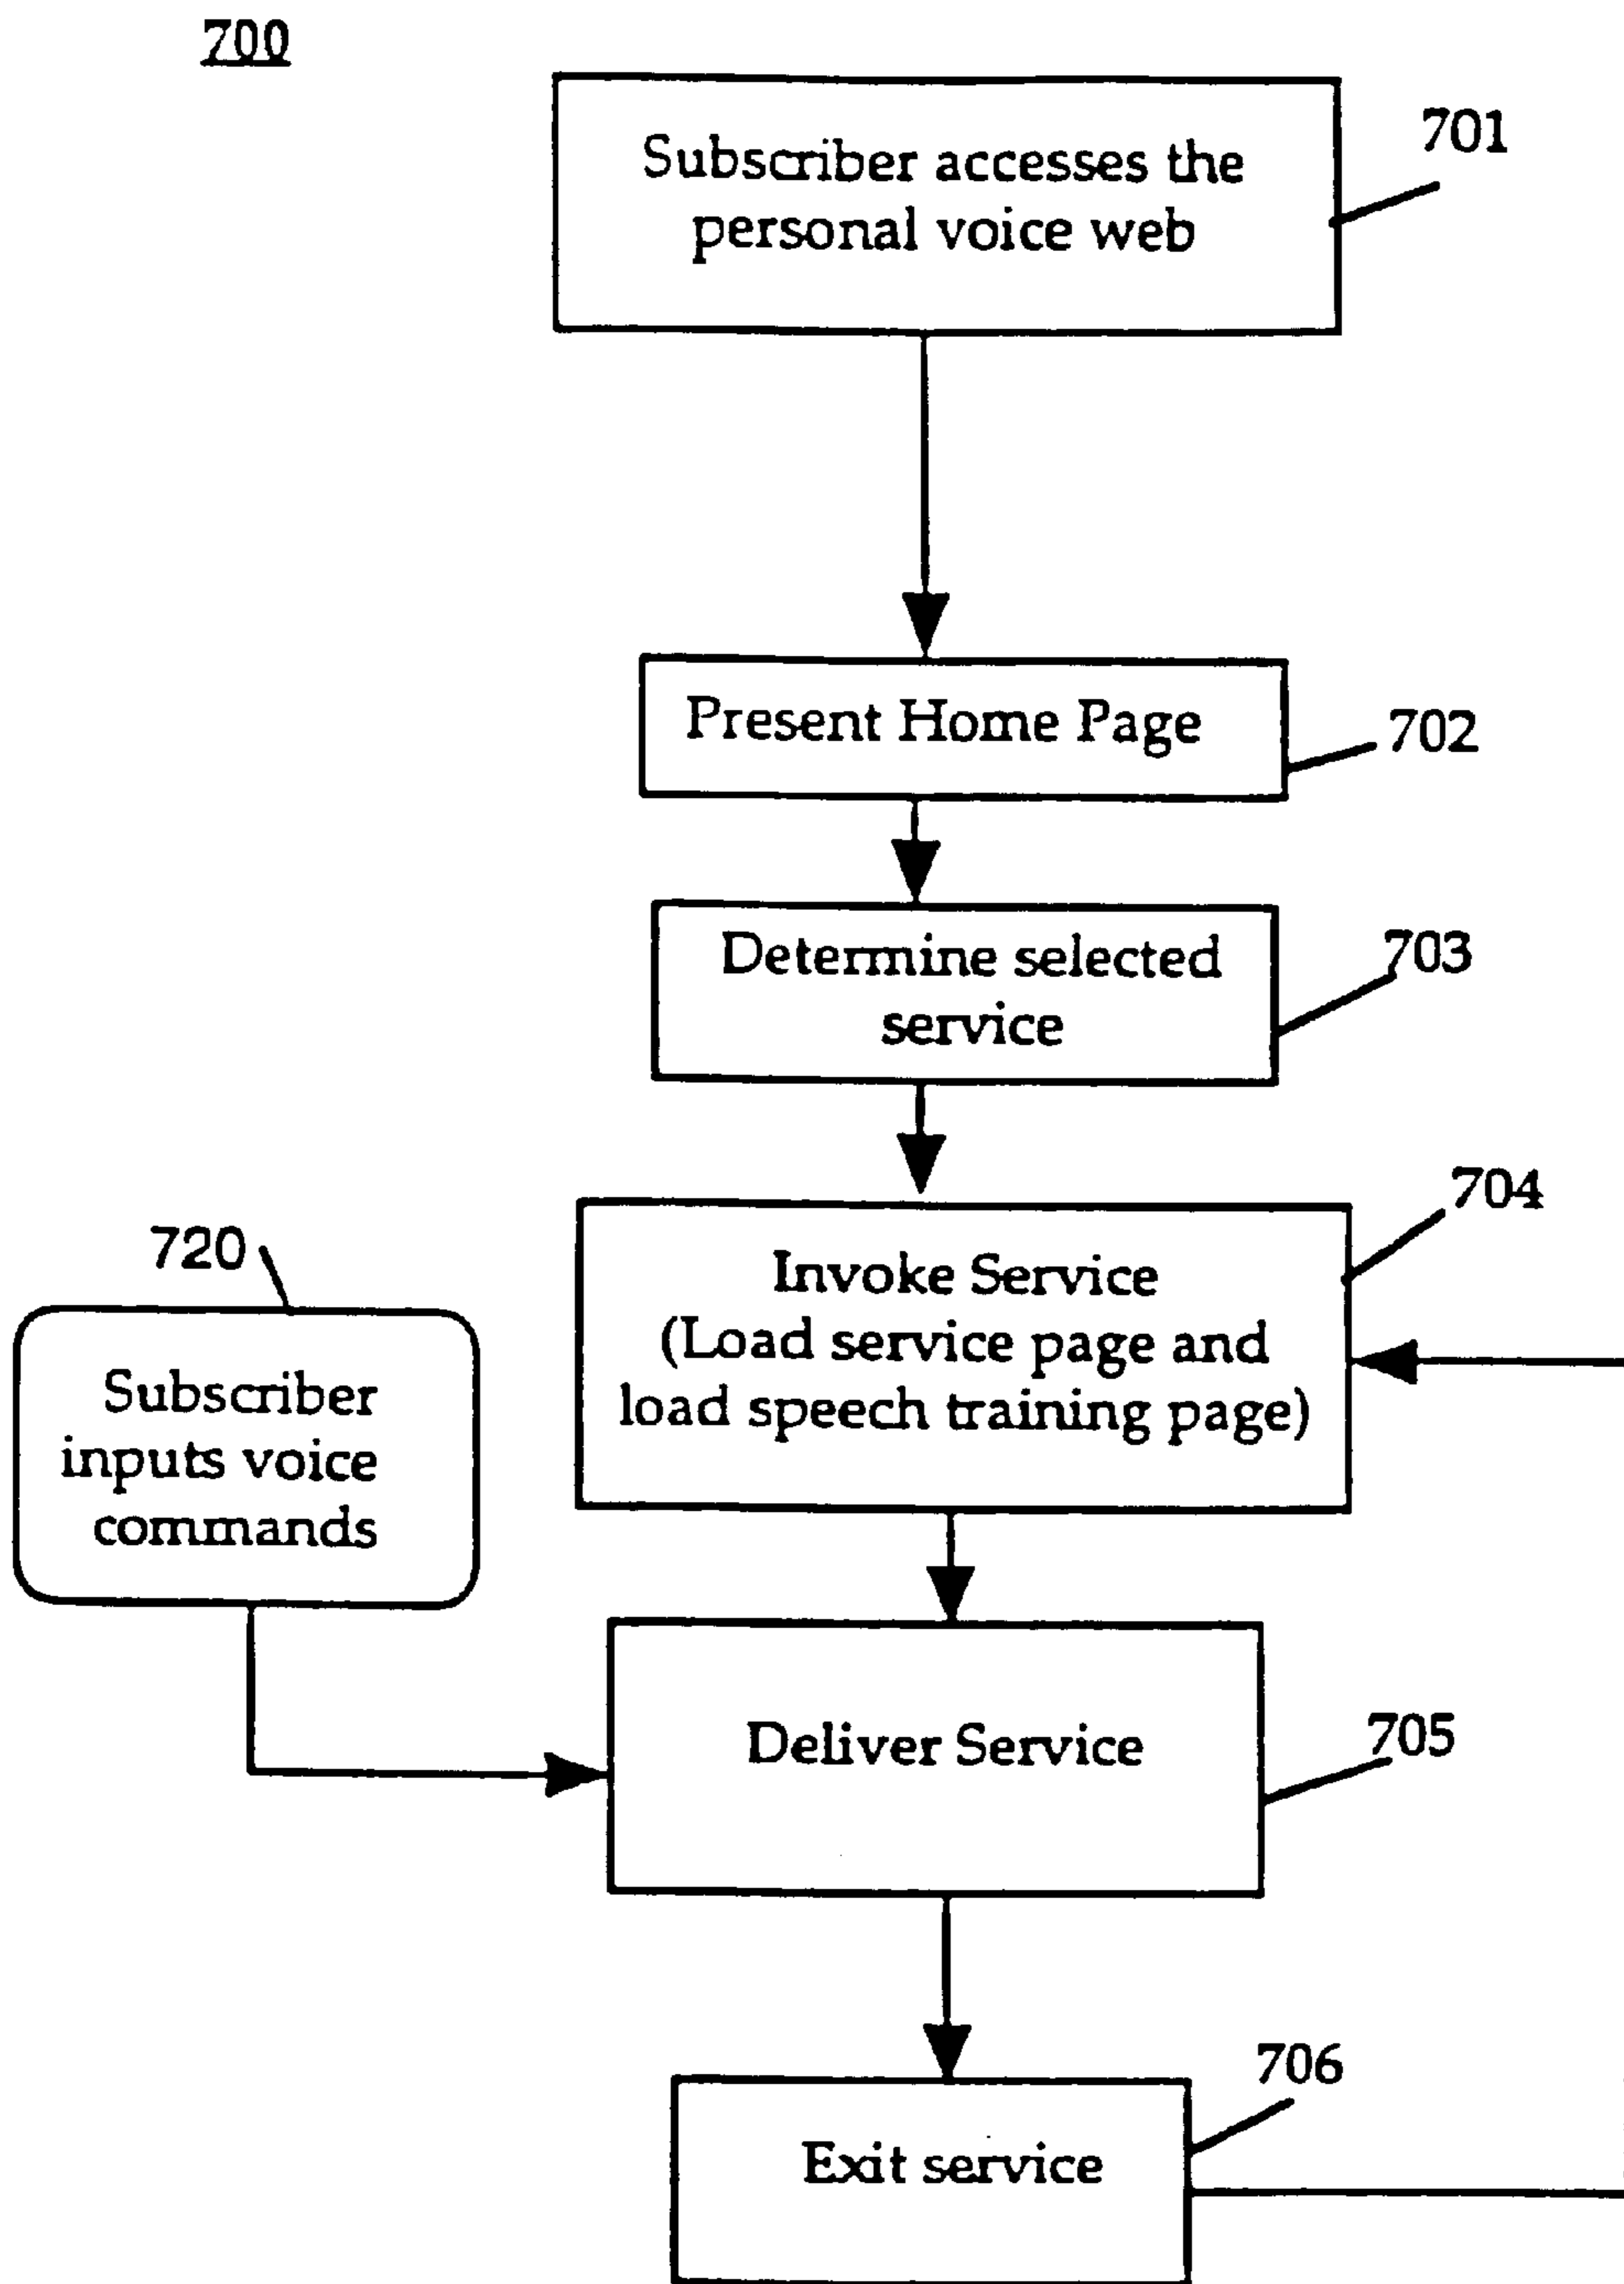 700
Subscriber accesses the
personal voice web
701
Present Home Page
702
Determine selected
service
703
Invoke Service
(Load service page and
load speech training page)
704
720
Subscriber
inputs voice
commands
Deliver Service
705
Exit service
706